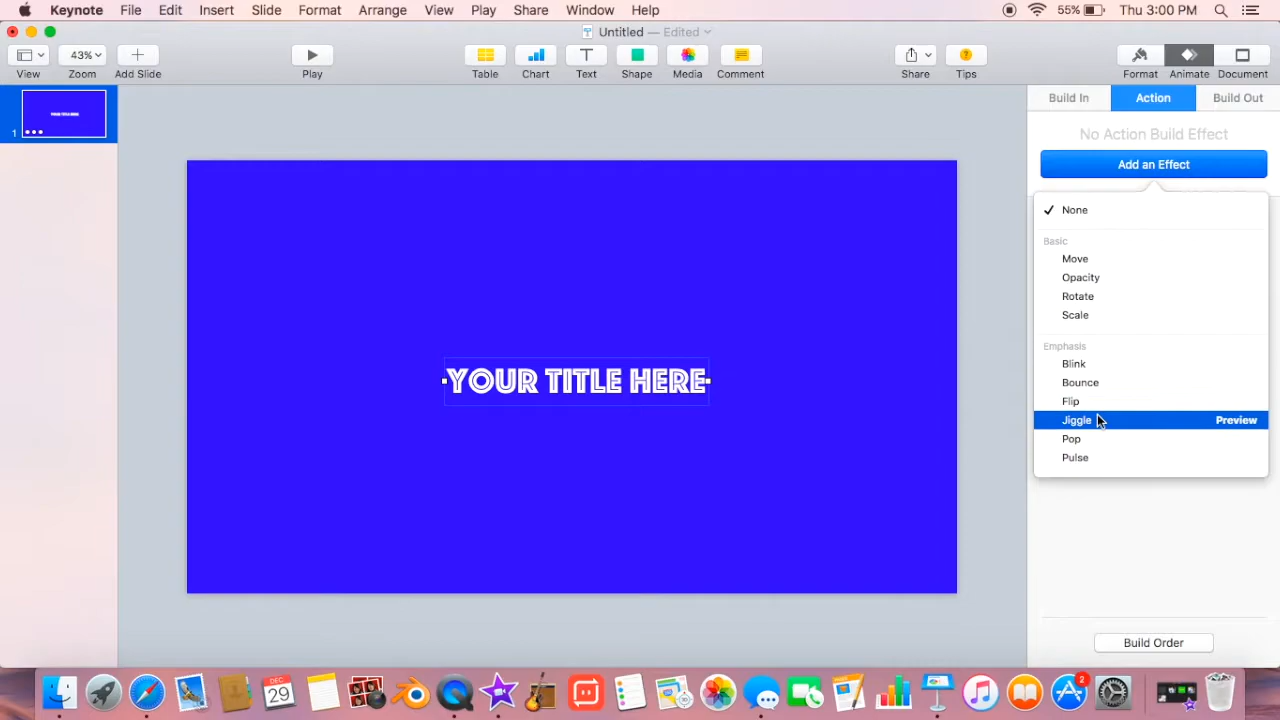 Keynote File Edit Insert Slide Format Arrange View Play Share Window Help 55% Thu 3:00 PM
Untitled — Edited
43%
View Zoom Add Slide Play Table Chart Text Shape Media Comment Share Tips Format Animate Document
Build In Action Build Out
No Action Build Effect
Add an Effect
None
Basic
Move
Opacity
Rotate
Scale
Emphasis
Blink
Bounce
Flip
Jiggle Preview
Pop
Pulse
Build Order
YOUR TITLE HERE
1
YOUR TITLE HERE
DEC
29
2